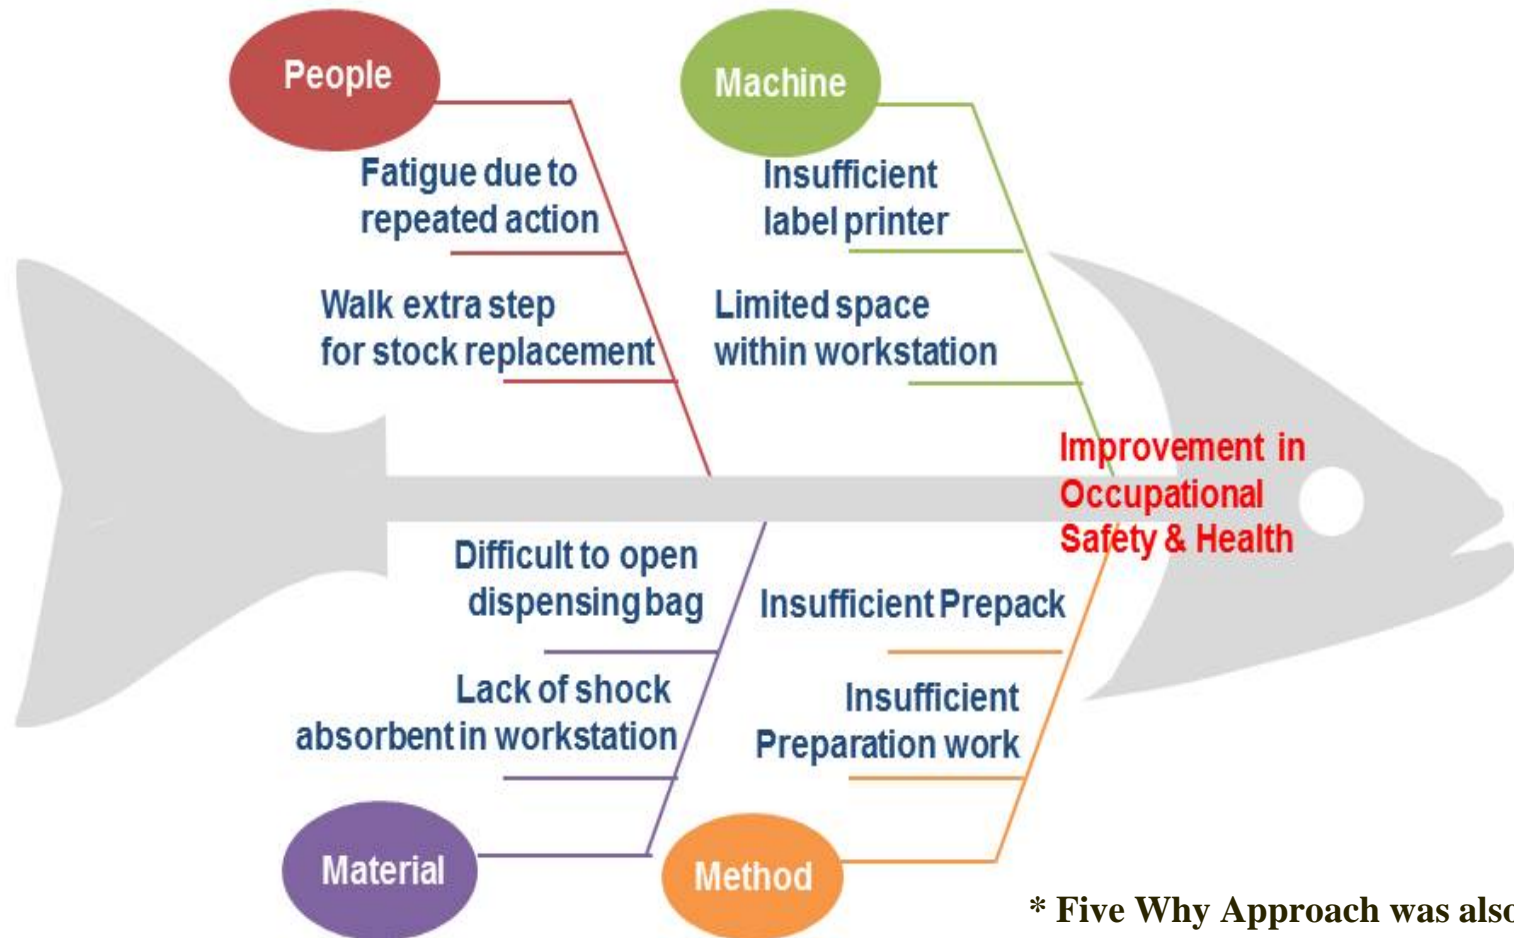 People
Fatigue due to
repeated action
Walk extra step
for stock replacement
Machine
Insufficient
label printer
Limited space
within workstation
Improvement in
Occupational
Safety & Health
Difficult to open
dispensing bag
Lack of shock
absorbent in workstation
Material
Insufficient Prepack
Insufficient
Preparation work
Method
* Five Why Approach was also